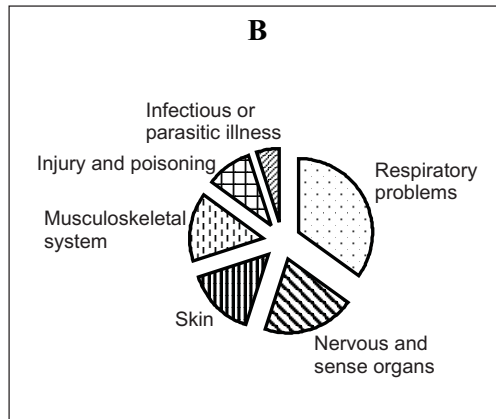 B
Infectious or
parasitic illness
Injury and poisoning
Respiratory
problems
Musculoskeletal
system
Skin
Nervous and
sense organs